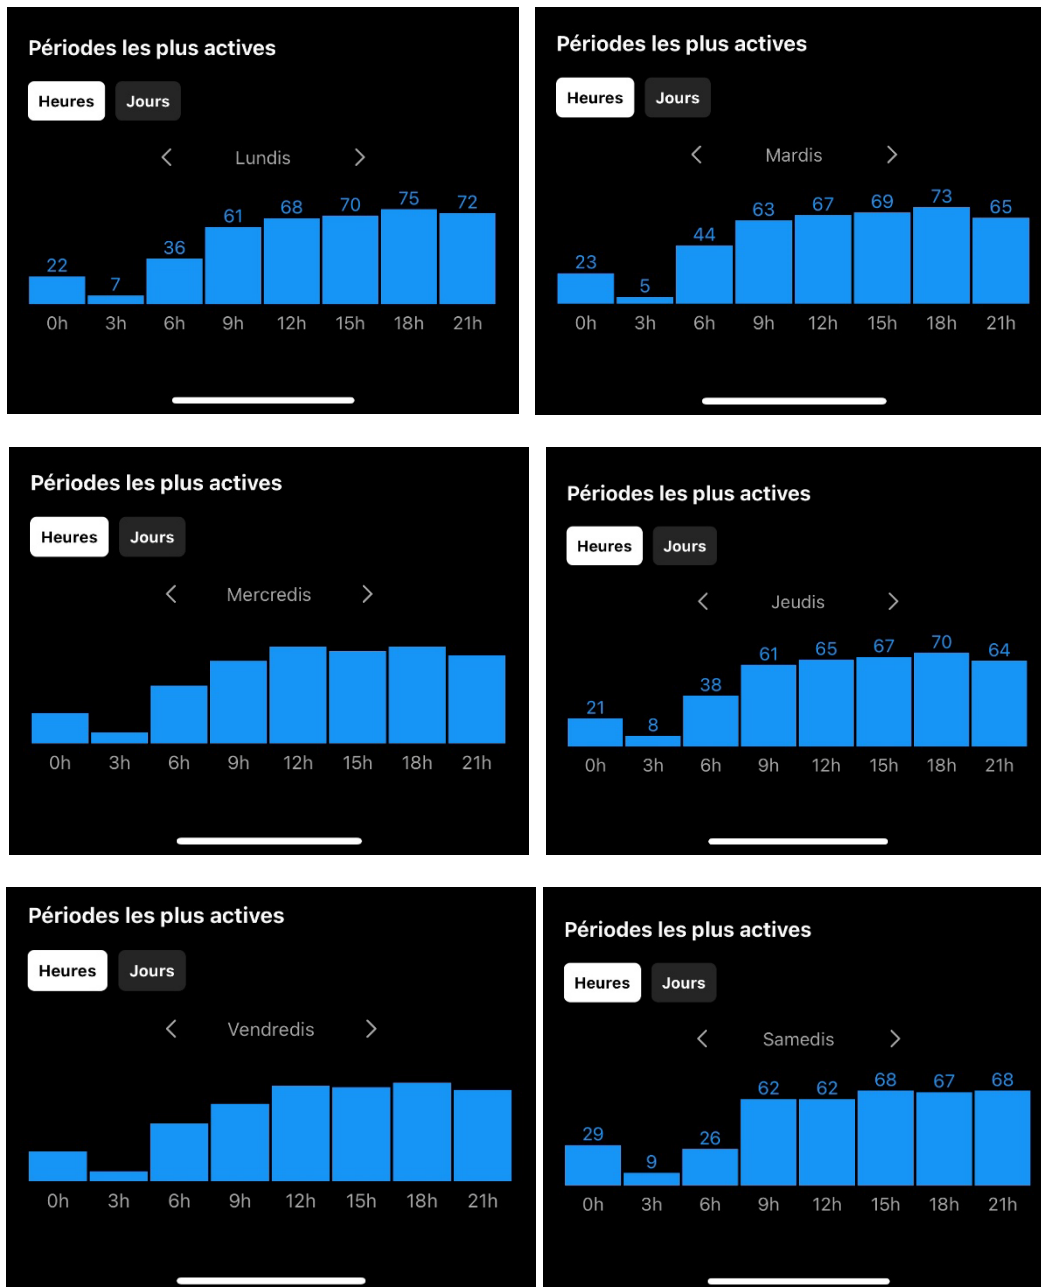 Périodes les plus actives
Heures Jours
Lundis
22 7 36 61 68 70 75 72
0h 3h 6h 9h 12h 15h 18h 21h
Périodes les plus actives
Heures Jours
Mardis
23 5 44 63 67 69 73 65
0h 3h 6h 9h 12h 15h 18h 21h
Périodes les plus actives
Heures Jours
Mercredis
0h 3h 6h 9h 12h 15h 18h 21h
Périodes les plus actives
Heures Jours
Jeudis
21 8 38 61 65 67 70 64
0h 3h 6h 9h 12h 15h 18h 21h
Périodes les plus actives
Heures Jours
Vendredis
0h 3h 6h 9h 12h 15h 18h 21h
Périodes les plus actives
Heures Jours
Samedis
29 9 26 62 62 68 67 68
0h 3h 6h 9h 12h 15h 18h 21h